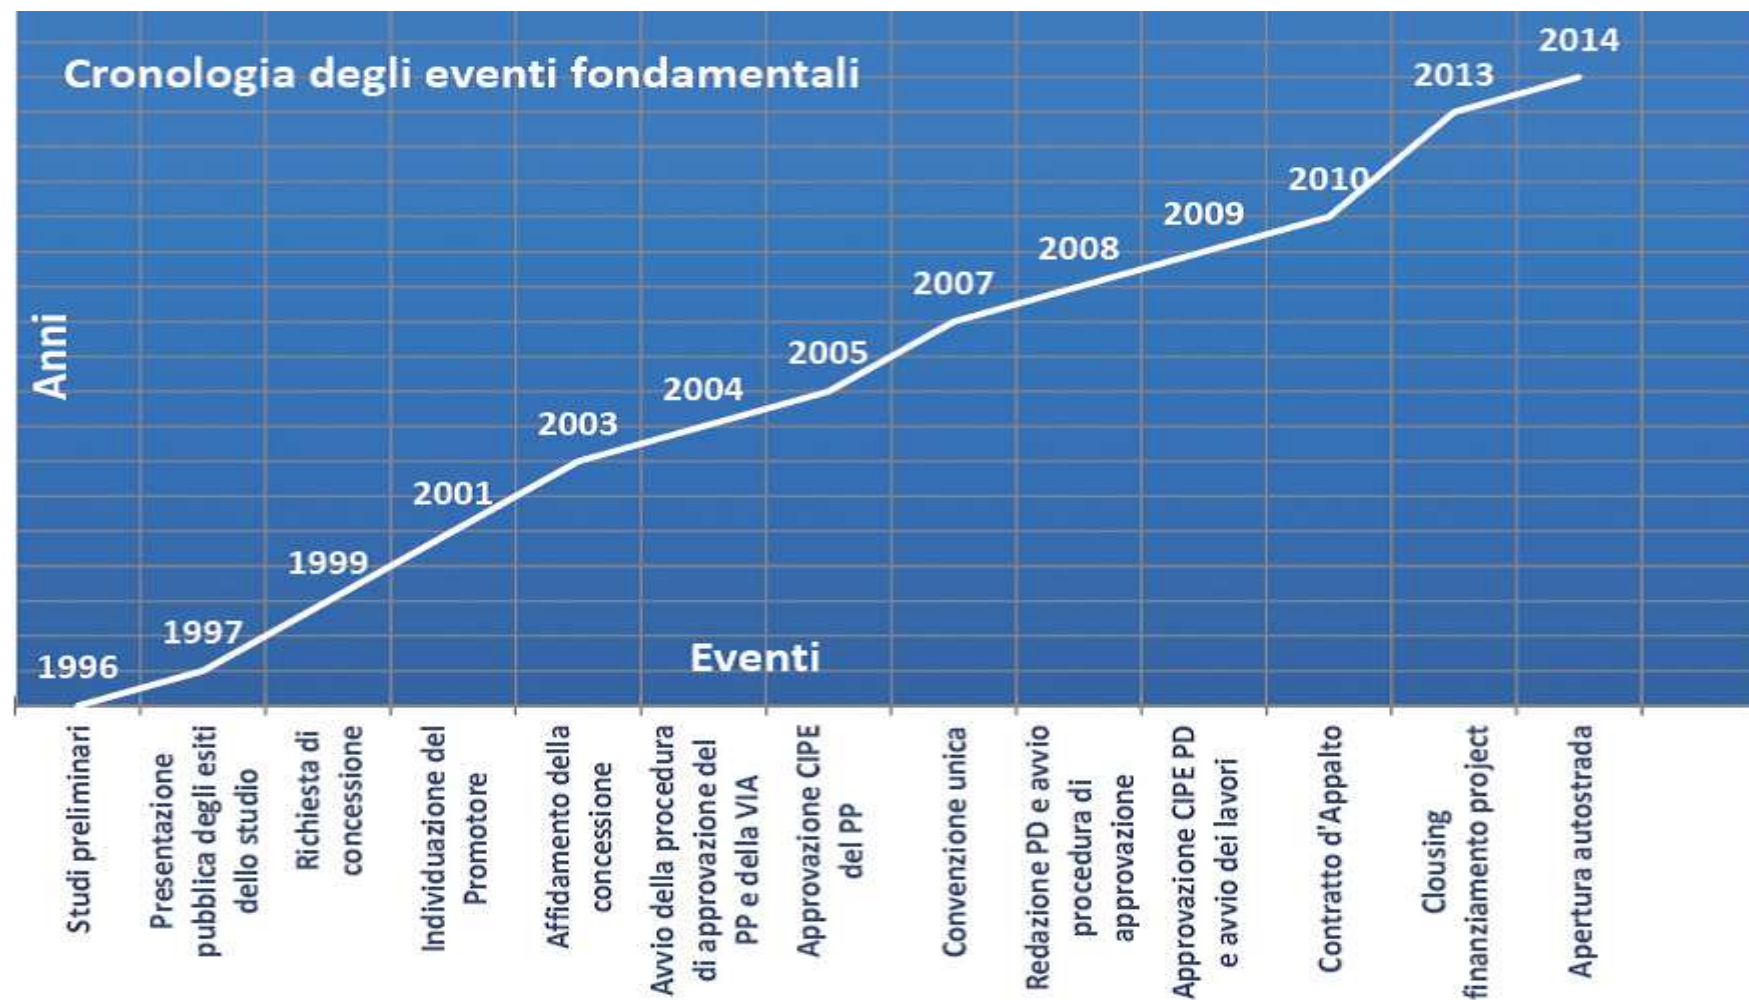 Cronologia degli eventi fondamentali
Anni
Eventi
1996
1997
1999
2001
2003
2004
2005
2007
2008
2009
2010
2013
2014
Studi preliminari
Presentazione
pubblica degli esiti
dello studio
Richiesta di
concessione
Individuazione del
Promotore
Affidamento della
concessione
Avvio della procedura
di approvazione del
PP e della VIA
Approvazione CIPE
del PP
Convenzione unica
Redazione PD e avvio
procedura di
approvazione
Approvazione CIPE PD
e avvio dei lavori
Contratto d'Appalto
Clousing
finanziamento project
Apertura autostrada